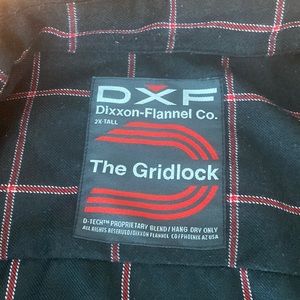 DXF
Dixxon-Flannel Co.
2X-TALL
The Gridlock
D-TECH™ PROPRIETARY BLEND / HANG DRY ONLY
ALL RIGHTS RESERVED/DIXXON FLANNEL CO/PHOENIX AZ USA